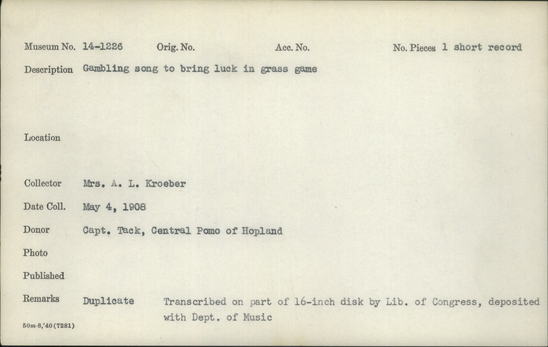 Museum No. 14-1226 Orig. No. Acc. No. No. Pieces 1 short record
Description Gambling song to bring luck in grass game
Location
Collector Mrs. A. L. Kroeber
Date Coll. May 4, 1908
Donor Capt. Tack, Central Pomo of Hopland
Photo
Published
Remarks Duplicate Transcribed on part of 16-inch disk by Lib. of Congress, deposited
with Dept. of Music
50m-8,'40(7281)